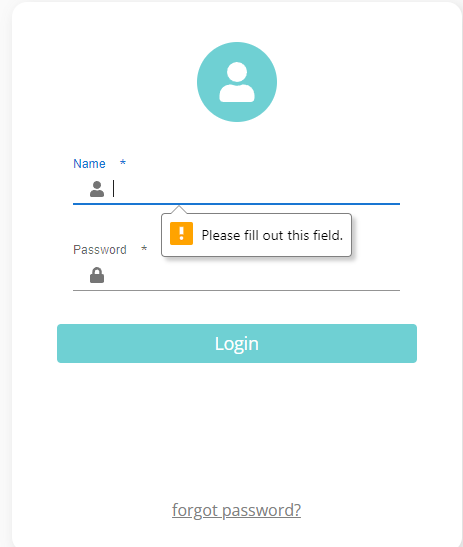 Name *
Please fill out this field.
Password *
Login
forgot password?